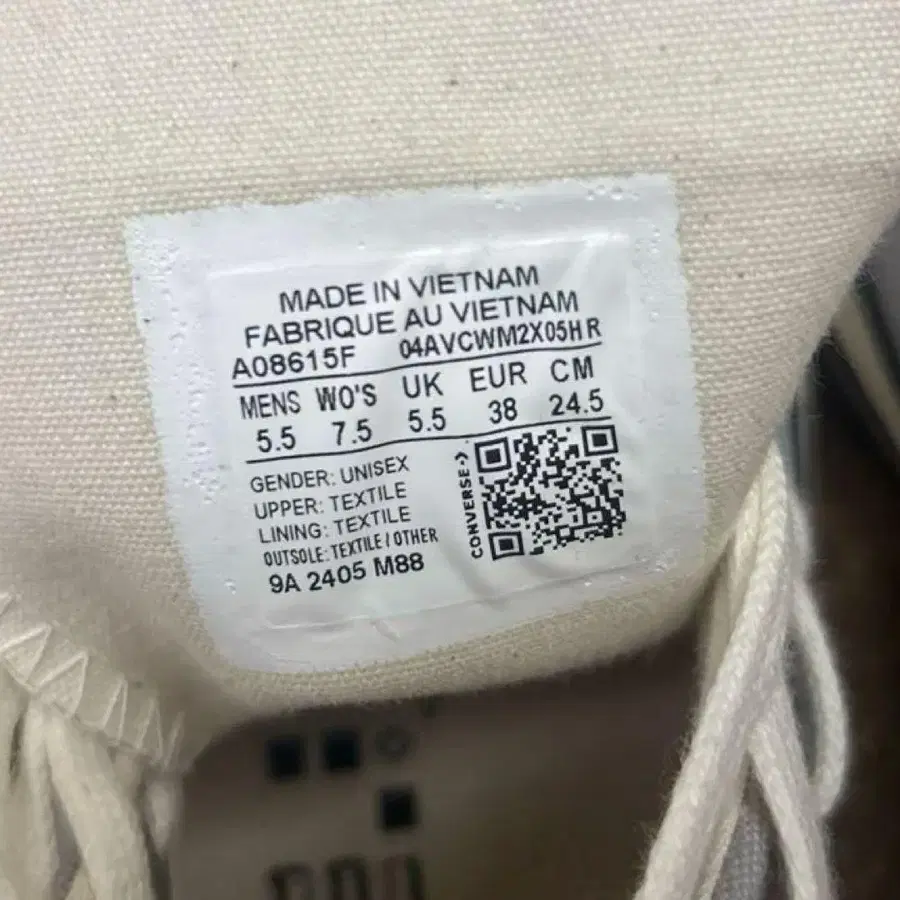 MADE IN VIETNAM
FABRIQUE AU VIETNAM
A08615F 04AVCWM2X05HR
MENS WO'S UK EUR CM
5.5 7.5 5.5 38 24.5
GENDER: UNISEX
UPPER: TEXTILE
LINING: TEXTILE
OUTSOLE: TEXTILE / OTHER
9A 2405 M88
CONVERSE